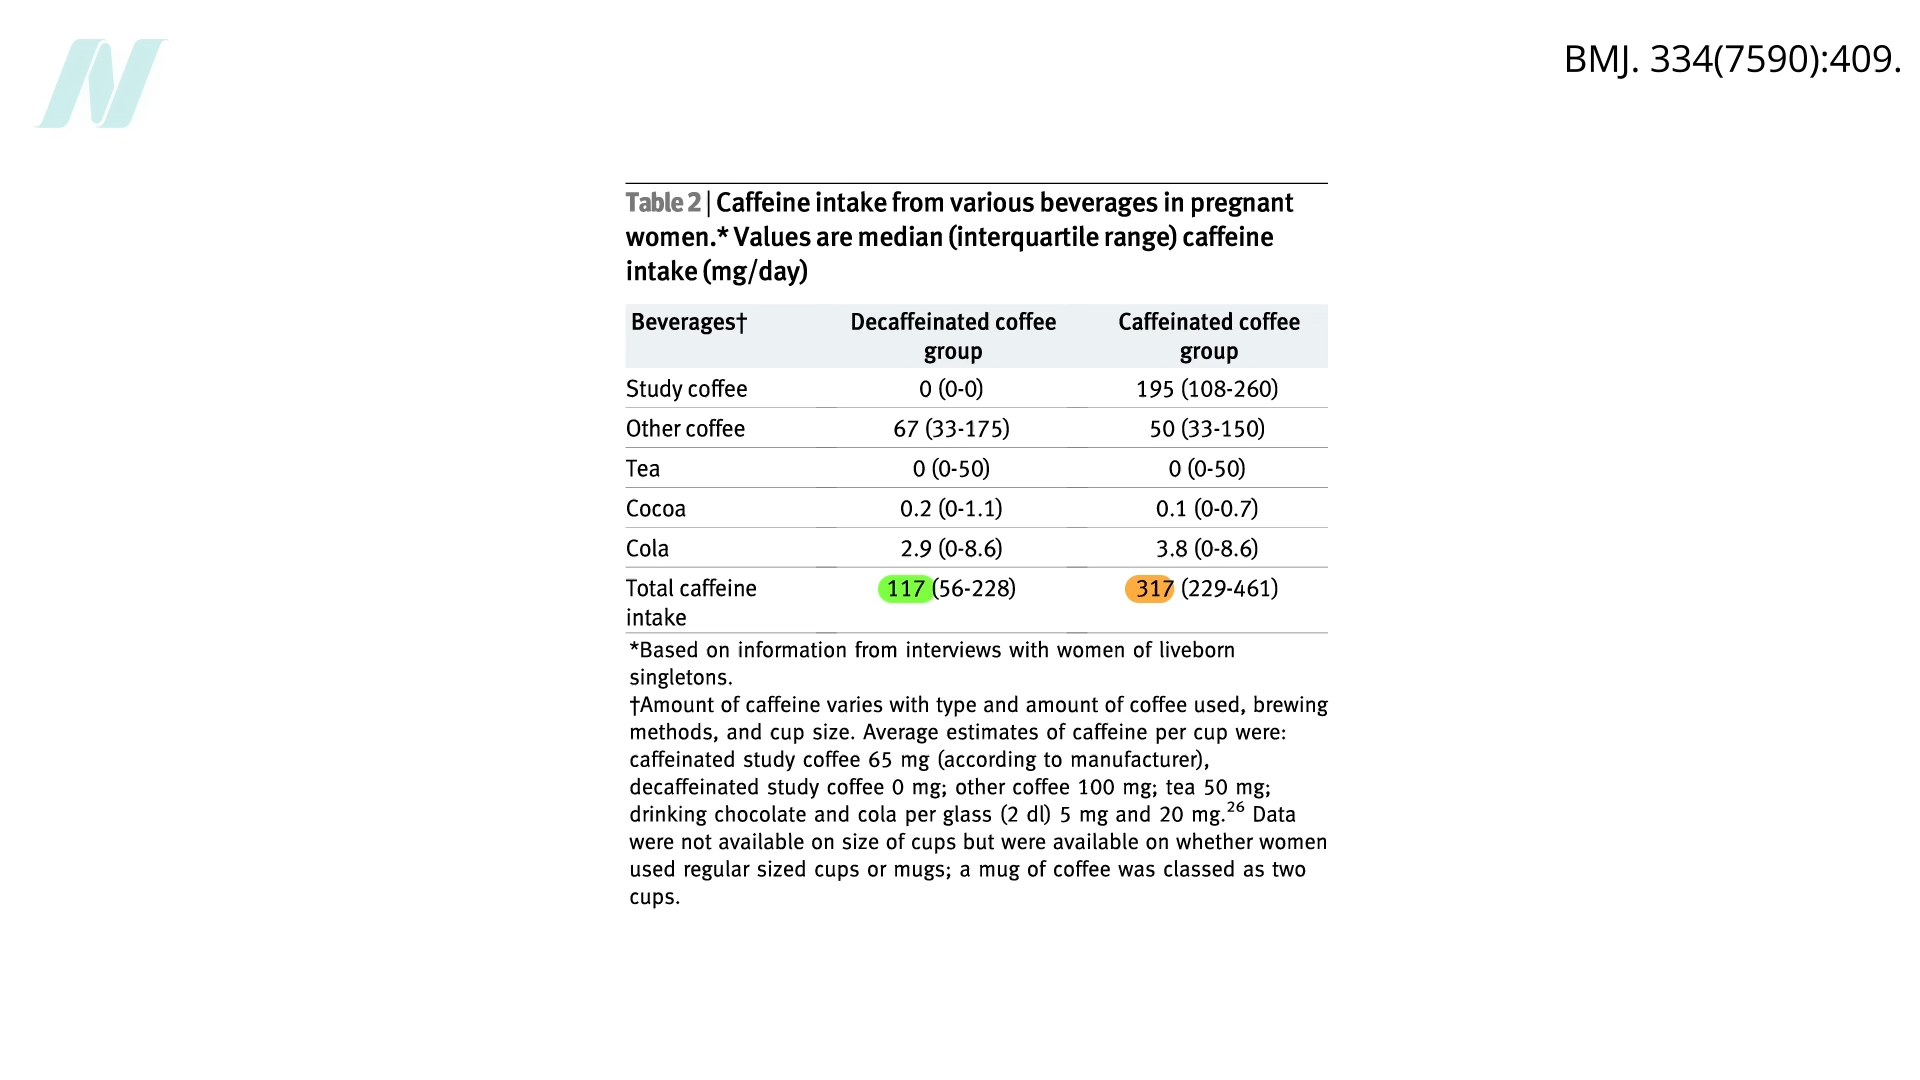 BMJ. 334(7590):409.
Table 2 | Caffeine intake from various beverages in pregnant
women.* Values are median (interquartile range) caffeine
intake (mg/day)
Beverages† Decaffeinated coffee group Caffeinated coffee group
Study coffee 0 (0-0) 195 (108-260)
Other coffee 67 (33-175) 50 (33-150)
Tea 0 (0-50) 0 (0-50)
Cocoa 0.2 (0-1.1) 0.1 (0-0.7)
Cola 2.9 (0-8.6) 3.8 (0-8.6)
Total caffeine intake 117 (56-228) 317 (229-461)
*Based on information from interviews with women of liveborn
singletons.
†Amount of caffeine varies with type and amount of coffee used, brewing
methods, and cup size. Average estimates of caffeine per cup were:
caffeinated study coffee 65 mg (according to manufacturer),
decaffeinated study coffee 0 mg; other coffee 100 mg; tea 50 mg;
drinking chocolate and cola per glass (2 dl) 5 mg and 20 mg.26 Data
were not available on size of cups but were available on whether women
used regular sized cups or mugs; a mug of coffee was classed as two
cups.